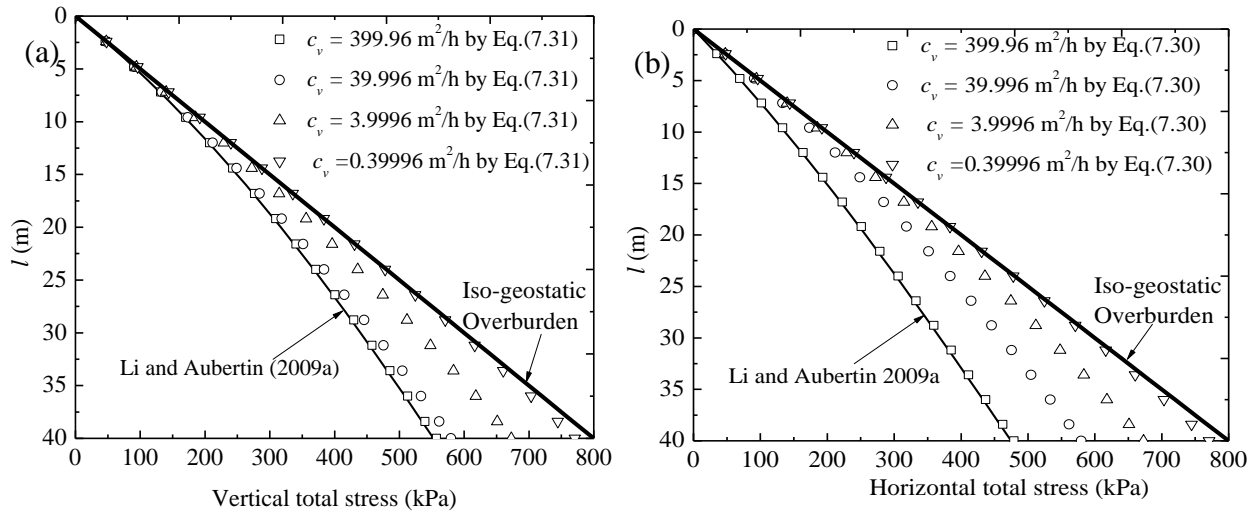 (a)
c_v = 399.96 m²/h by Eq.(7.31)
c_v = 39.996 m²/h by Eq.(7.31)
c_v = 3.9996 m²/h by Eq.(7.31)
c_v =0.39996 m²/h by Eq.(7.31)
Iso-geostatic
Overburden
Li and Aubertin (2009a)
0
5
10
15
20
25
30
35
40
l (m)
0 100 200 300 400 500 600 700 800
Vertical total stress (kPa)
(b)
c_v = 399.96 m²/h by Eq.(7.30)
c_v = 39.996 m²/h by Eq.(7.30)
c_v = 3.9996 m²/h by Eq.(7.30)
c_v =0.39996 m²/h by Eq.(7.30)
Iso-geostatic
Overburden
Li and Aubertin 2009a
0
5
10
15
20
25
30
35
40
l (m)
0 100 200 300 400 500 600 700 800
Horizontal total stress (kPa)